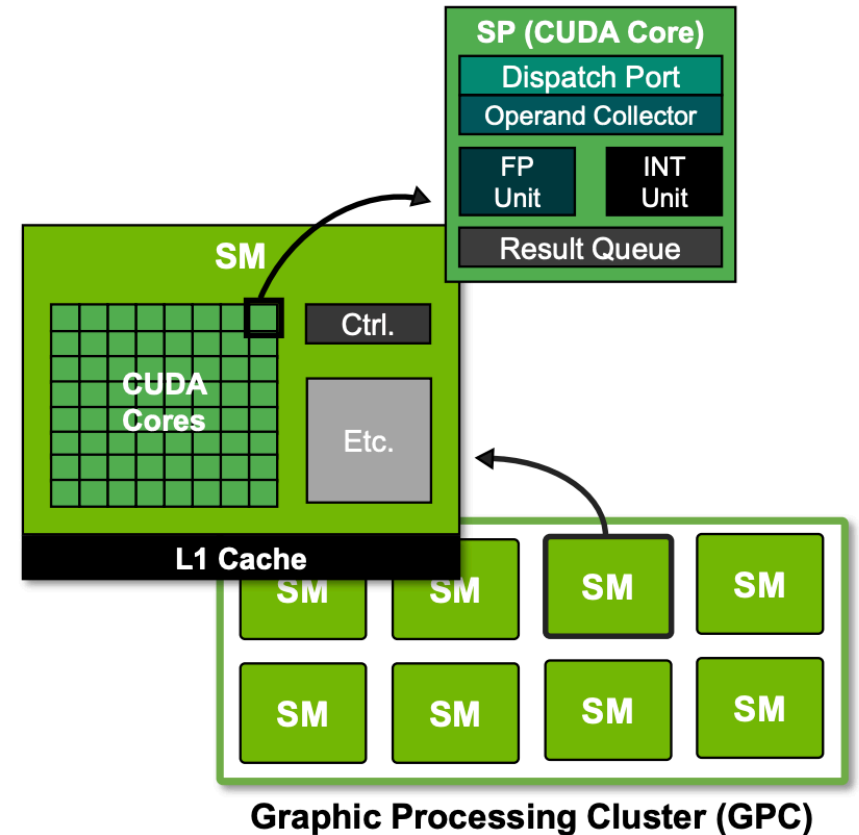 SP (CUDA Core)
Dispatch Port
Operand Collector
FP
Unit
INT
Unit
Result Queue
SM
CUDA
Cores
Ctrl.
Etc.
L1 Cache
SM
SM
SM
SM
SM
SM
SM
SM
Graphic Processing Cluster (GPC)